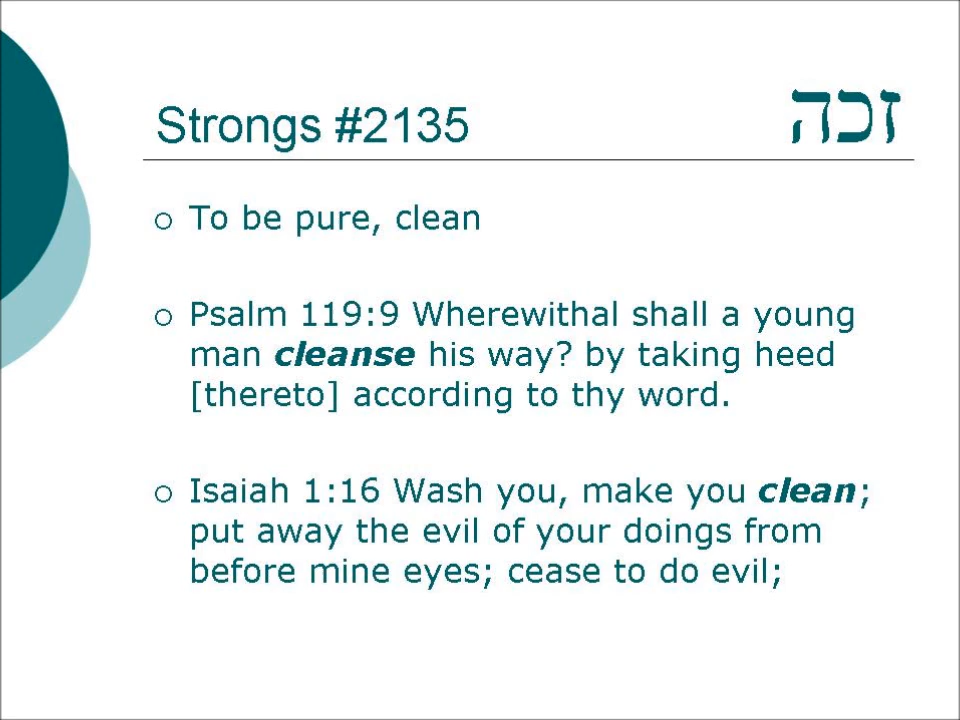 Strongs #2135 זכה
To be pure, clean
Psalm 119:9 Wherewithal shall a young
man cleanse his way? by taking heed
[thereto] according to thy word.
Isaiah 1:16 Wash you, make you clean;
put away the evil of your doings from
before mine eyes; cease to do evil;